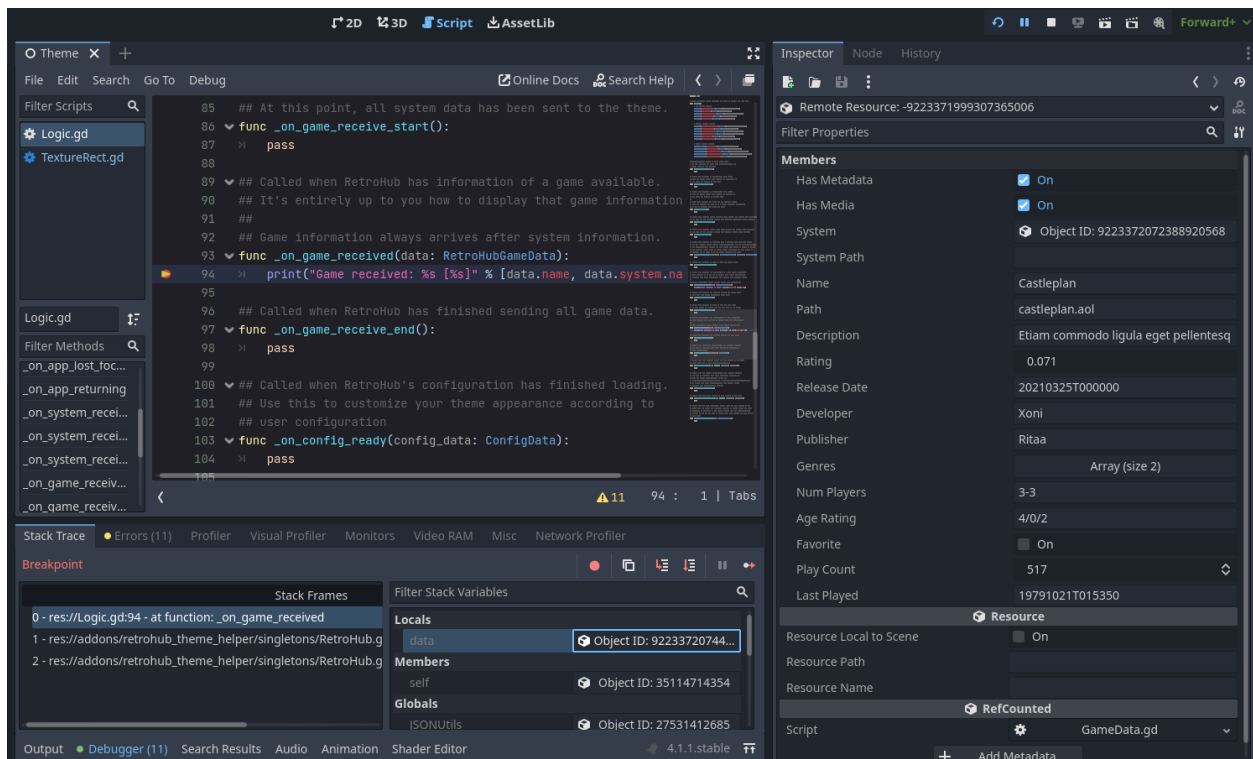 2D 3D Script AssetLib
Forward+
Theme
File Edit Search Go To Debug
Online Docs Search Help
Filter Scripts
Logic.gd
TextureRect.gd
85 ## At this point, all system data has been sent to the theme.
86 func _on_game_receive_start():
87
88
89 when RetroHub has information of a game available.
90 entirely up to you how to display that game information
91 ##
92 information always arrives after system information.
93 func _on_game_received(data: RetroHubGameData):
94 print("Game received: %s [%s]" % [data.name, data.system.na
95
96 when Retrohub has finished sending all game data.
97 func _on_game_receive_end():
98 pass
99
100 when RetroHub's configuration has finished loading.
101 this to customize your theme appearance according to
102 ## configuration
103 func _on_config_ready(config_data: ConfigData):
104 pass
105
Logic.gd
Filter Methods
_on_app_lost_foc...
_on_app_returning
_on_system_recei...
_on_system_recei...
_on_system_recei...
_on_game_receiv...
_on_game_receive...
11 94 : 1 | Tabs
Stack Trace Errors (11) Profiler Visual Profiler Monitors Video RAM Misc Network Profiler
Breakpoint
Stack Frames
0 - res://Logic.gd:94 - at function: _on_game_received
1 - res://addons/retrohub_theme_helper/singletons/RetroHub.g
2 - res://addons/retrohub_theme_helper/singletons/RetroHub.g
Filter Stack Variables
Locals
data Object ID: 92233720744...
Members
self Object ID: 35114714354
Globals
JSONUtils Object ID: 27531412685
Output Debugger (11) Search Results Audio Animation Shader Editor
4.1.1.stable
Inspector Node History
Remote Resource: -9223371999307365006
Filter Properties
Members
Has Metadata On
Has Media On
System Object ID: 9223372072388920568
System Path
Name Castleplan
Path castleplan.aol
Description Etiam commodo ligula eget pellentesq
Rating 0.071
Release Date 20210325T000000
Developer Xoni
Publisher Ritaa
Genres Array (size 2)
Num Players 3-3
Age Rating 4/0/2
Favorite On
Play Count 517
Last Played 19791021T015350
Resource
Resource Local to Scene On
Resource Path
Resource Name
RefCounted
Script GameData.gd
Add Metadata